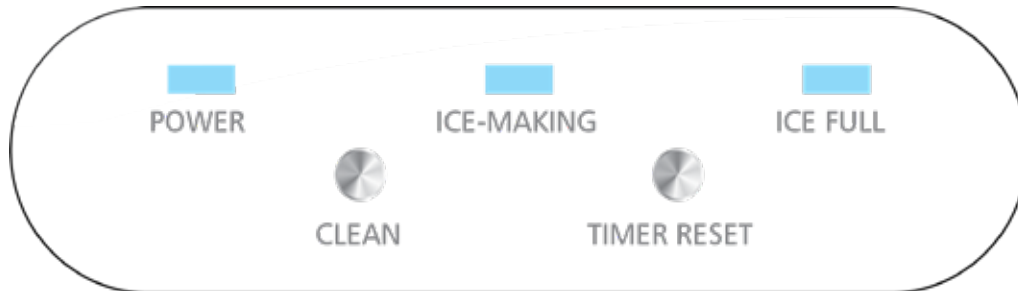 POWER
ICE-MAKING
ICE FULL
CLEAN
TIMER RESET